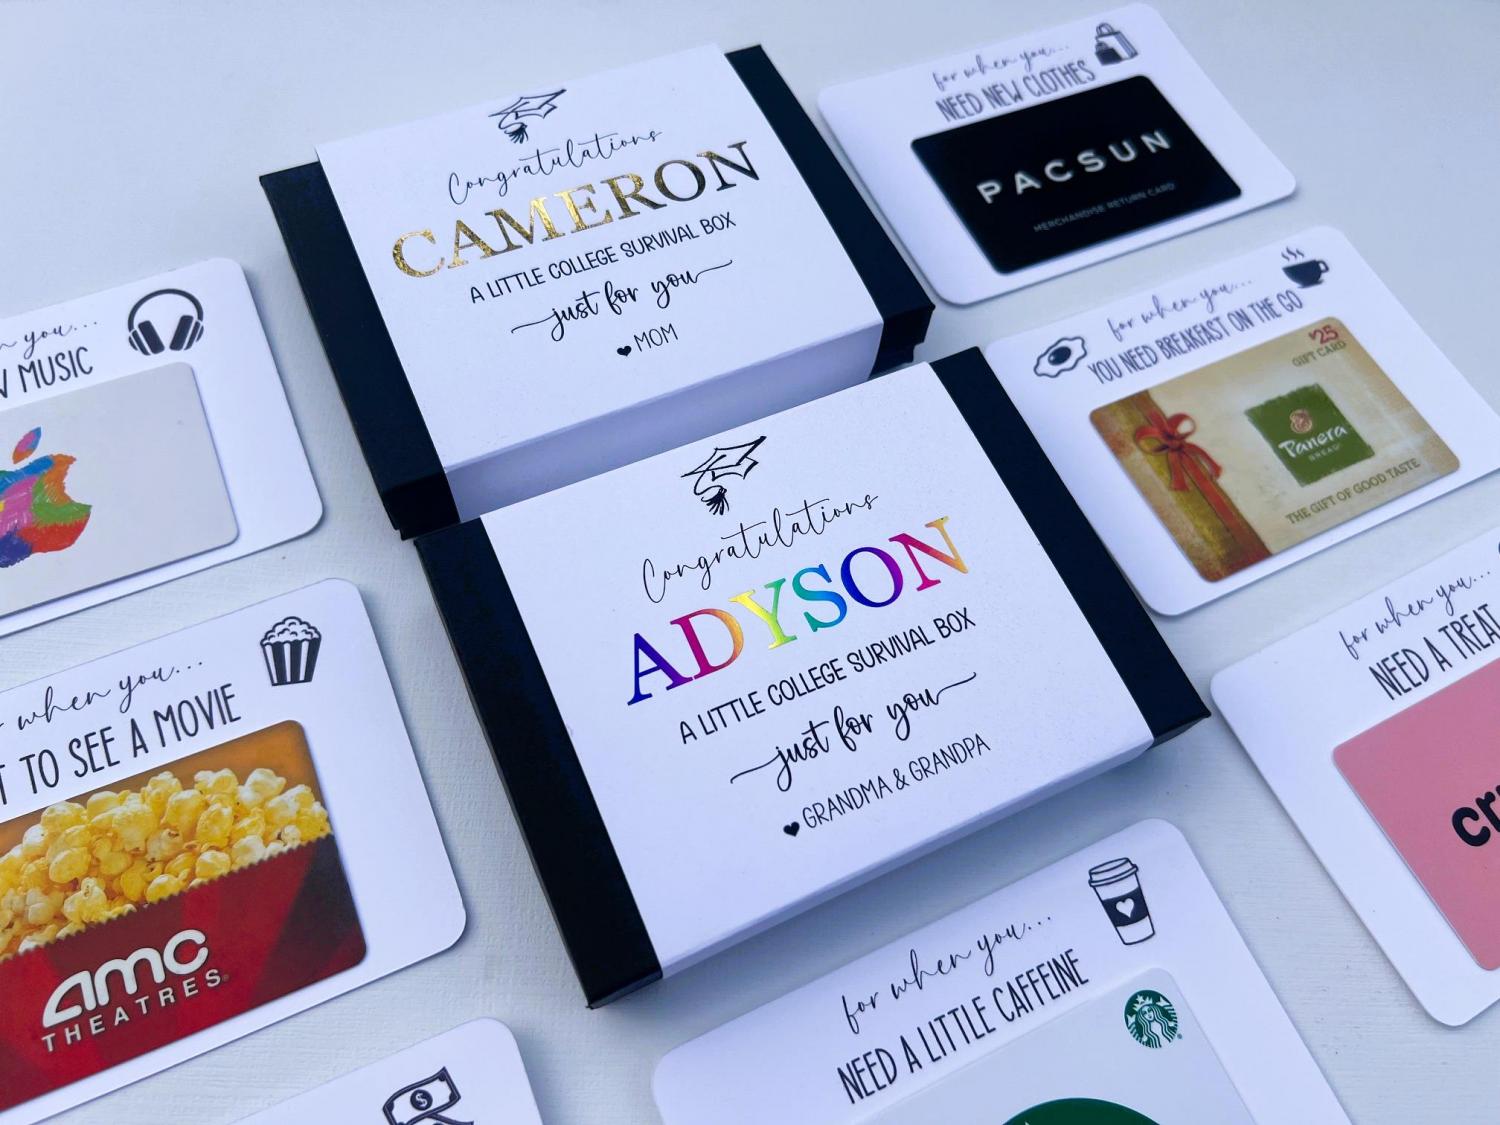 Congratulations
CAMERON
A LITTLE COLLEGE SURVIVAL BOX
just for you
MOM
Congratulations
ADYSON
A LITTLE COLLEGE SURVIVAL BOX
just for you
GRANDMA & GRANDPA
for when you...
NEED NEW CLOTHES
PACSUN
MERCHANDISE RETURN CARD
for when you...
YOU NEED BREAKFAST ON THE GO
$25
GIFT CARD
Panera
BREAD
THE GIFT OF GOOD TASTE
for when you...
NEED A TREAT
for when you...
NEED A LITTLE CAFFEINE
you...
MUSIC
when you...
TO SEE A MOVIE
amc
THEATRES
$